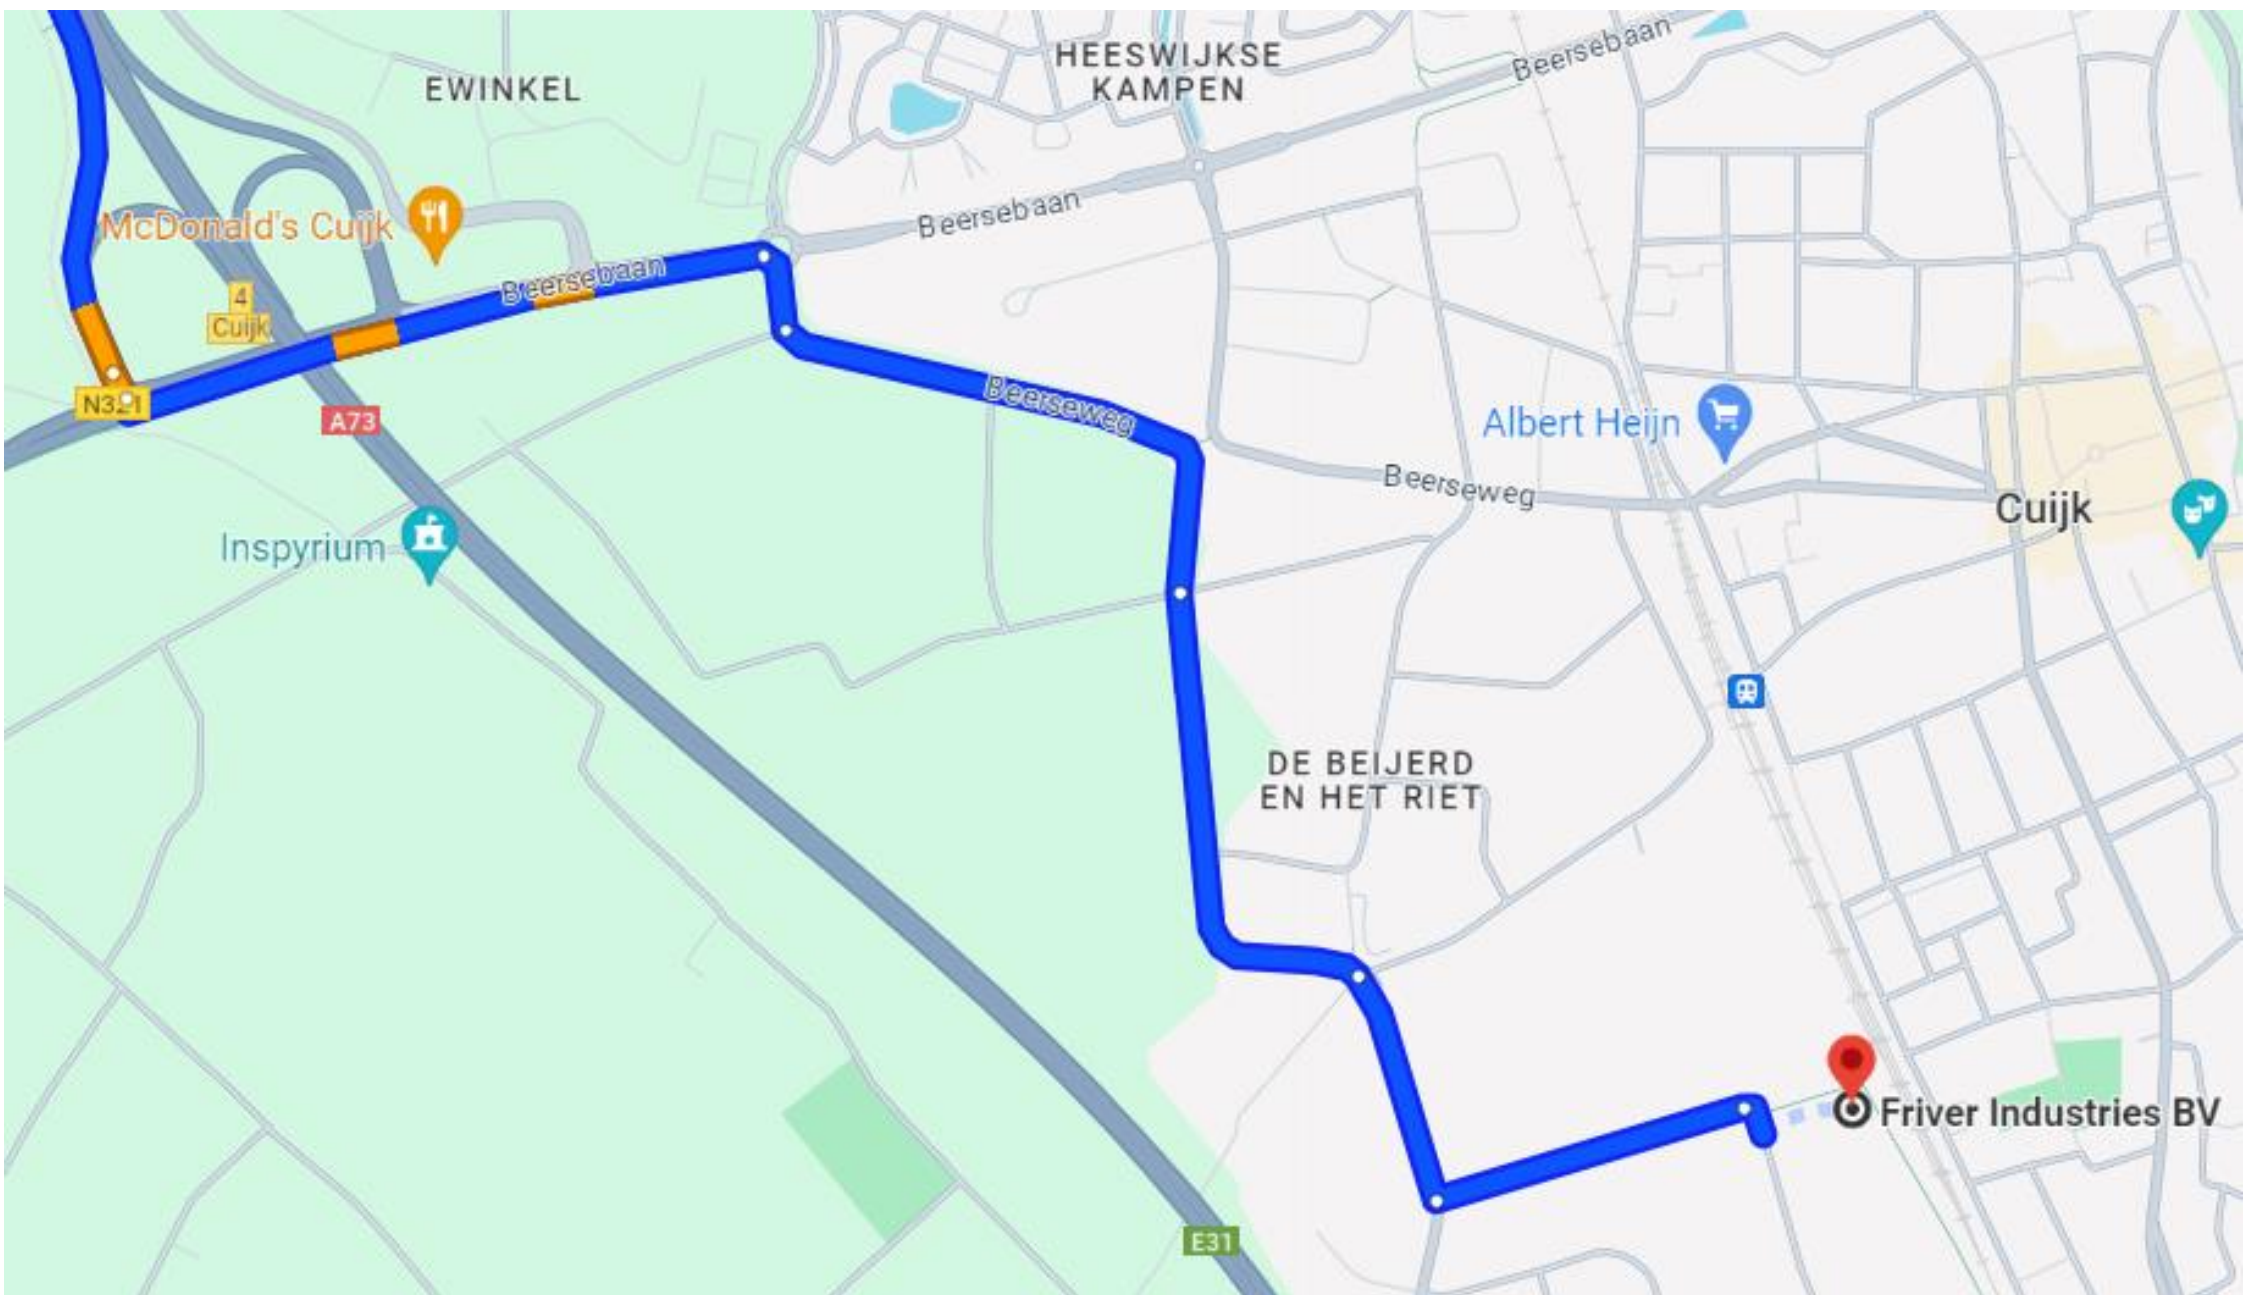 HEESWIJKSE
KAMPEN
Beersebaan
EWINKEL
McDonald's Cuijk
Beersebaan
Beersebaan
4
Cuijk
N321
A73
Beerseweg
Albert Heijn
Beerseweg
Cuijk
Inspyrium
DE BEIJERD
EN HET RIET
Friver Industries BV
E31